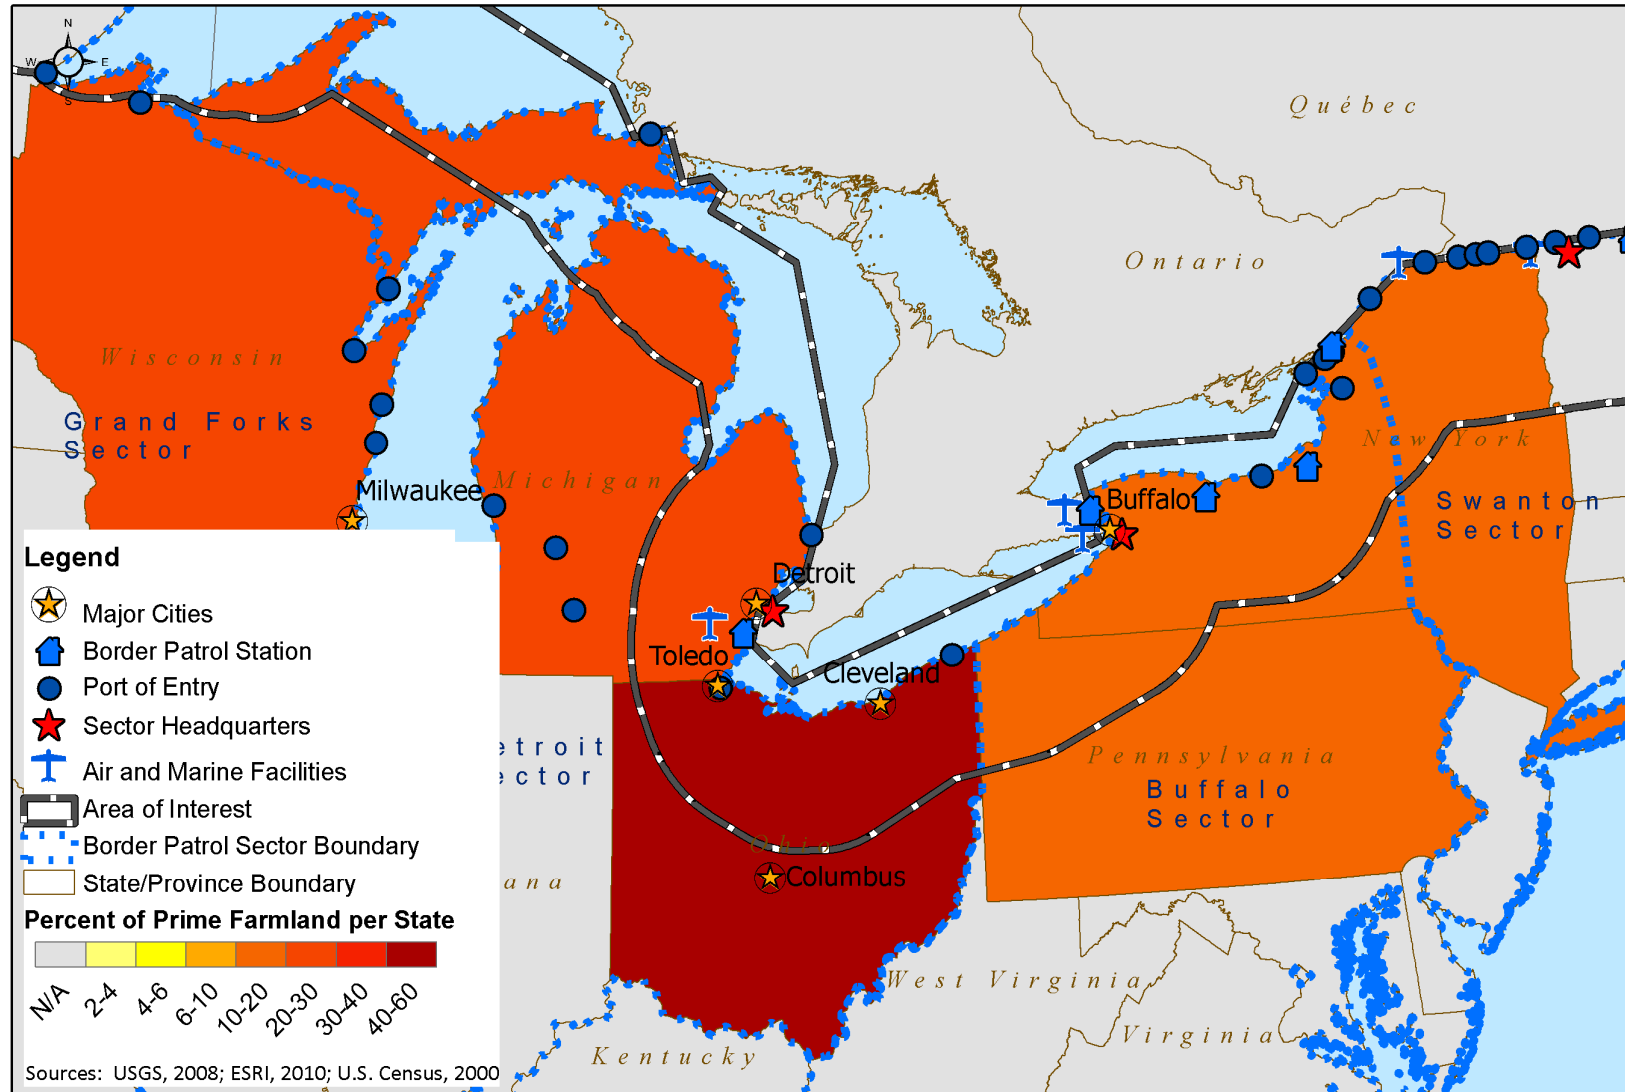 N
W
E
S
Québec
Ontario
Wisconsin
Grand Forks
Sector
Michigan
Milwaukee
New York
Swanton
Sector
Buffalo
Detroit
Toledo
Cleveland
etroit
ector
Pennsylvania
Buffalo
Sector
Ohio
Columbus
ana
West Virginia
Virginia
Kentucky
Legend
Major Cities
Border Patrol Station
Port of Entry
Sector Headquarters
Air and Marine Facilities
Area of Interest
Border Patrol Sector Boundary
State/Province Boundary
Percent of Prime Farmland per State
N/A
2-4
4-6
6-10
10-20
20-30
30-40
40-60
Sources: USGS, 2008; ESRI, 2010; U.S. Census, 2000